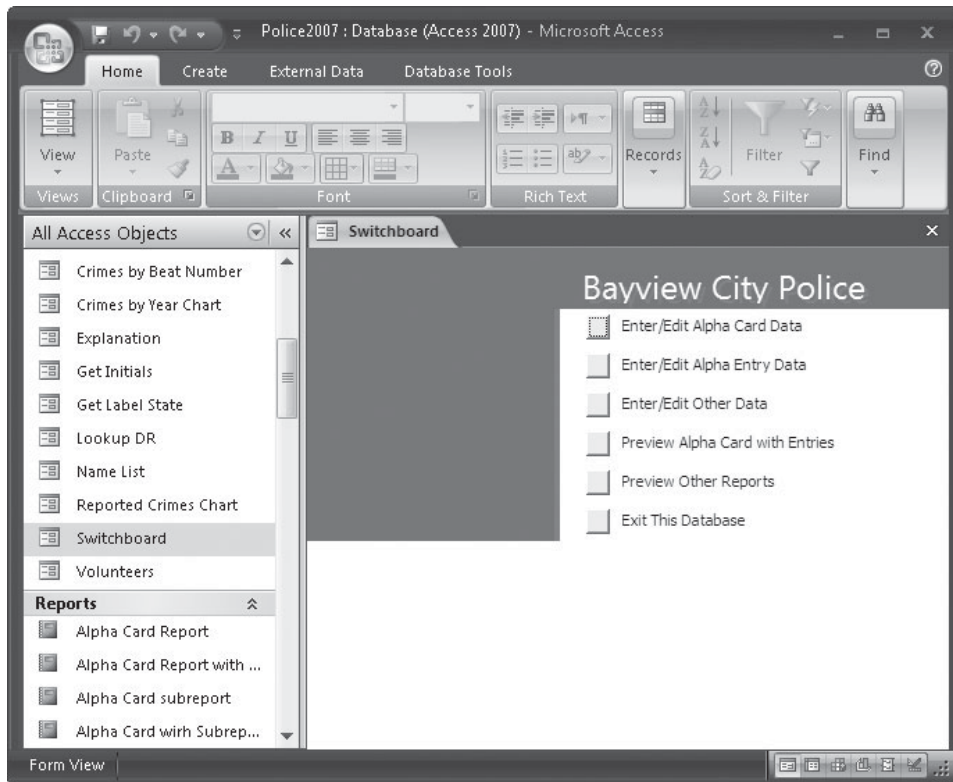 Police2007 : Database (Access 2007) - Microsoft Access
Home Create External Data Database Tools
View
Paste
B I U
A
ab
Records
A Z
Z A
A Z
Filter
Find
Views
Clipboard
Font
Rich Text
Sort & Filter
All Access Objects
Crimes by Beat Number
Crimes by Year Chart
Explanation
Get Initials
Get Label State
Lookup DR
Name List
Reported Crimes Chart
Switchboard
Volunteers
Reports
Alpha Card Report
Alpha Card Report with ...
Alpha Card subreport
Alpha Card wirh Subrep...
Switchboard
Bayview City Police
Enter/Edit Alpha Card Data
Enter/Edit Alpha Entry Data
Enter/Edit Other Data
Preview Alpha Card with Entries
Preview Other Reports
Exit This Database
Form View